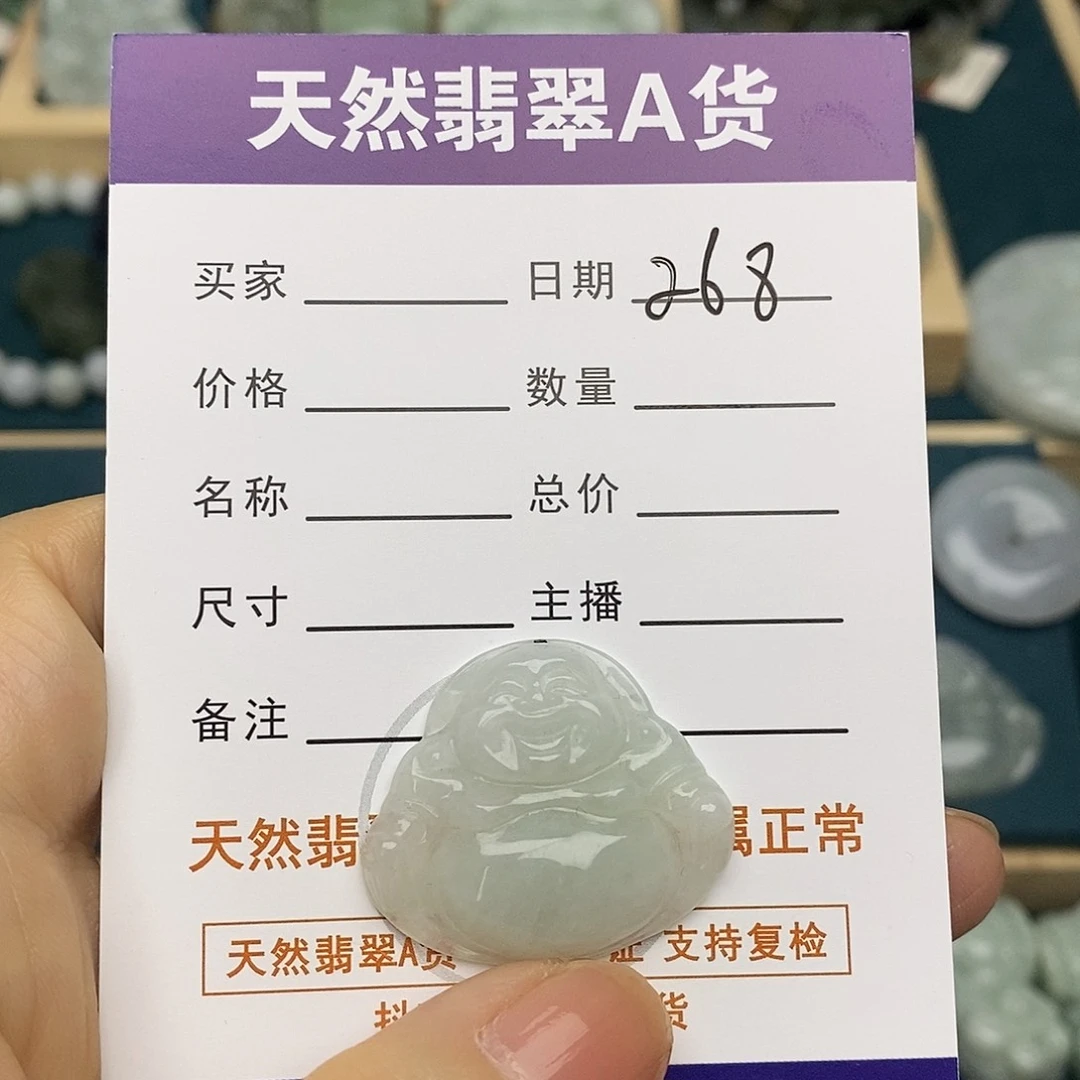 天然翡翠A货
买家 日期 268
价格 数量
名称 总价
尺寸 主播
备注
天然翡 属正常
天然翡翠A货 证 支持复检
抖 货